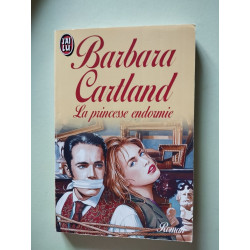 J'AI LU
Barbara
Cartland
La princesse endormie
Roman